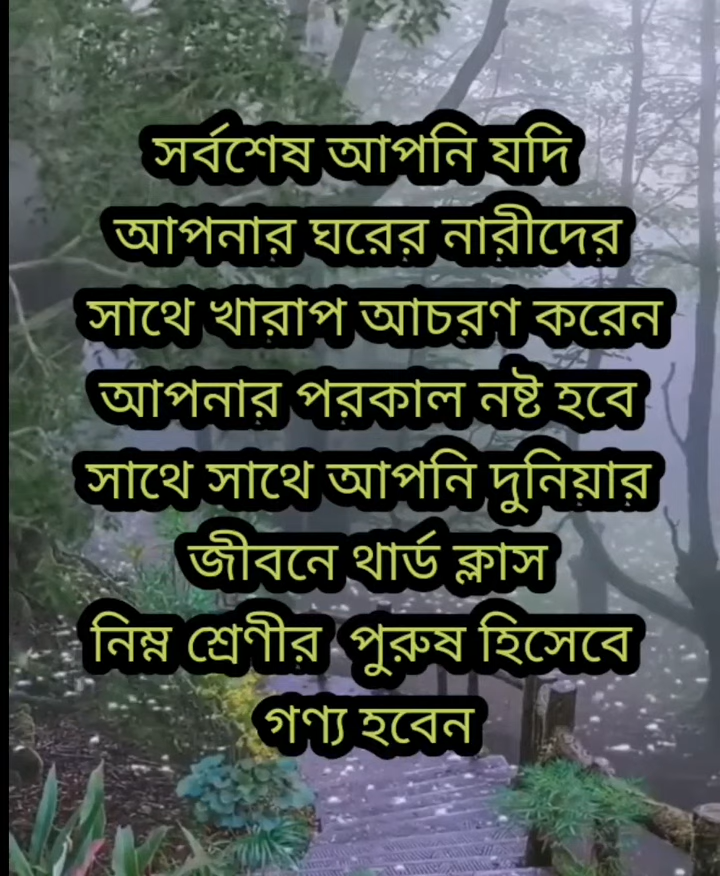 সর্বশেষ আপনি যদি
আপনার ঘরের নারীদের
সাথে খারাপ আচরণ করেন
আপনার পরকাল নষ্ট হবে
সাথে সাথে আপনি দুনিয়ার
জীবনে থার্ড ক্লাস
নিম্ন শ্রেণীর পুরুষ হিসেবে
গণ্য হবেন